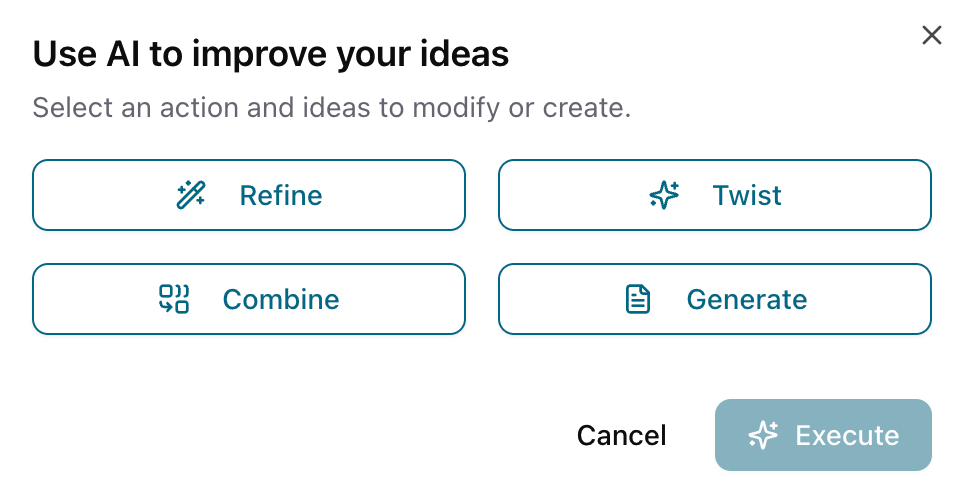 Use AI to improve your ideas
Select an action and ideas to modify or create.
Refine
Twist
Combine
Generate
Cancel
Execute